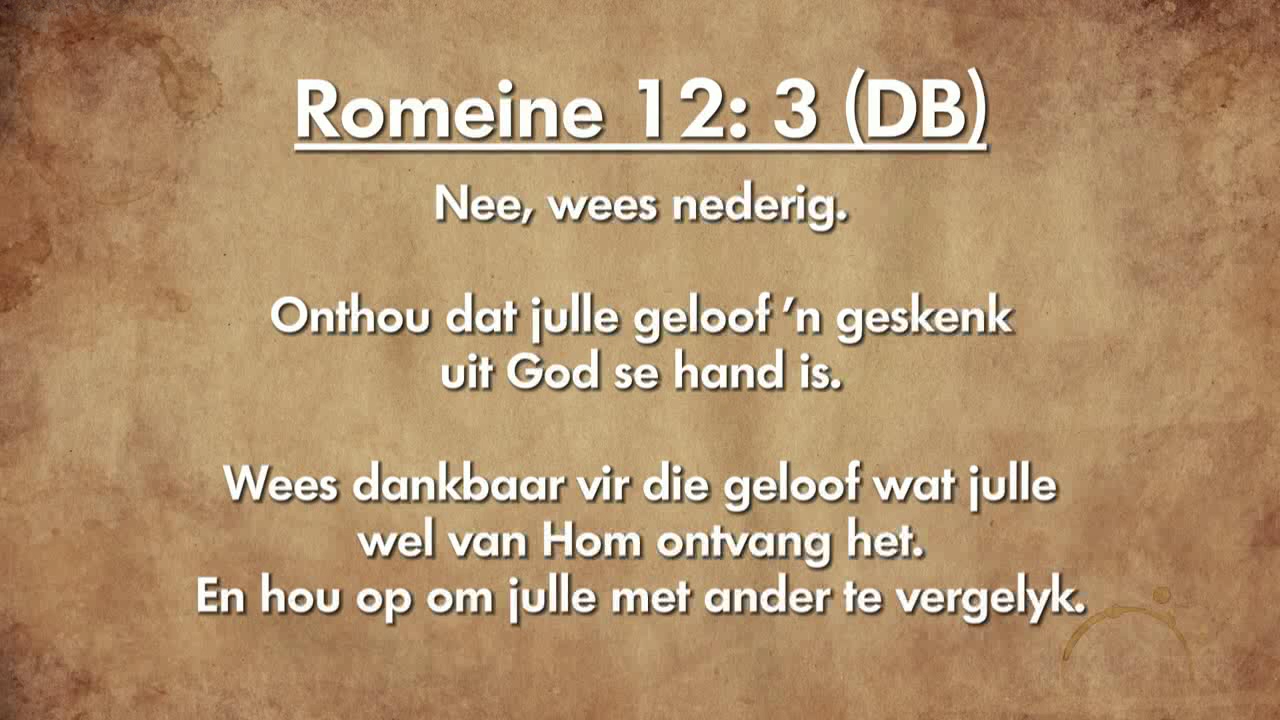 Romeine 12: 3 (DB)
Nee, wees nederig.
Onthou dat julle geloof ’n geskenk
uit God se hand is.
Wees dankbaar vir die geloof wat julle
wel van Hom ontvang het.
En hou op om julle met ander te vergelyk.